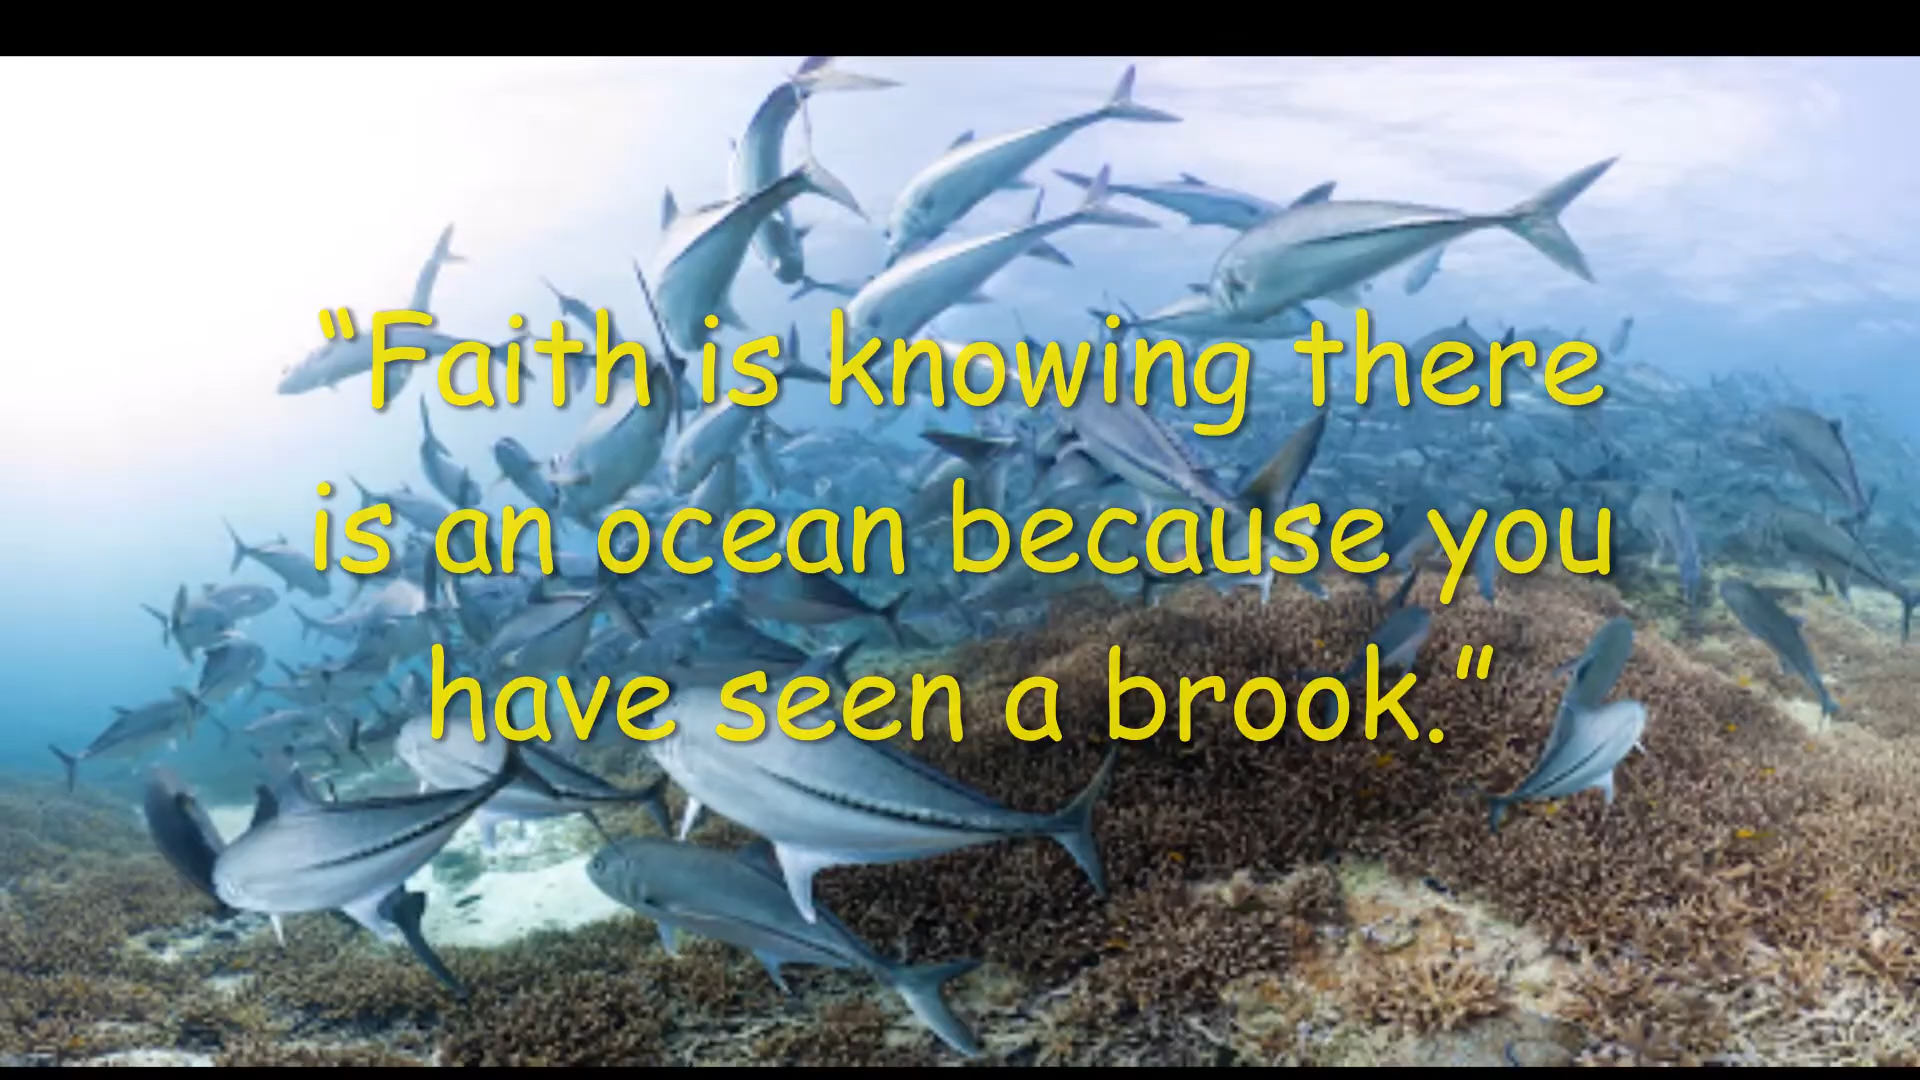 “Faith is knowing there
is an ocean because you
have seen a brook.”